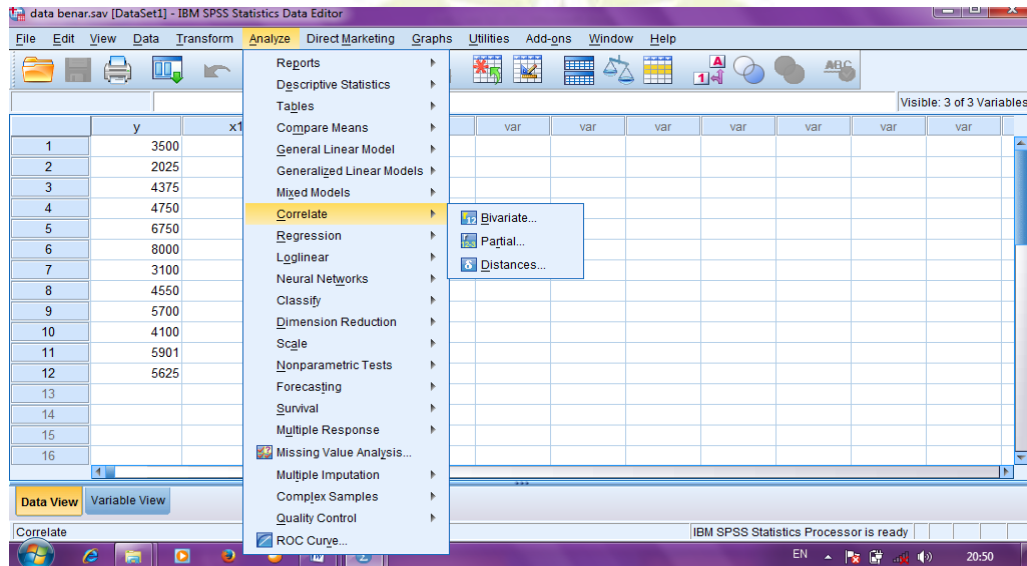 data benar.sav [DataSet1] - IBM SPSS Statistics Data Editor
File Edit View Data Transform Analyze Direct Marketing Graphs Utilities Add-ons Window Help
Visible: 3 of 3 Variables
y x1 var var var var var var var
1 3500
2 2025
3 4375
4 4750
5 6750
6 8000
7 3100
8 4550
9 5700
10 4100
11 5901
12 5625
13
14
15
16
Reports
Descriptive Statistics
Tables
Compare Means
General Linear Model
Generalized Linear Models
Mixed Models
Correlate
Regression
Loglinear
Neural Networks
Classify
Dimension Reduction
Scale
Nonparametric Tests
Forecasting
Survival
Multiple Response
Missing Value Analysis...
Multiple Imputation
Complex Samples
Quality Control
ROC Curve...
Bivariate...
Partial...
Distances...
Data View Variable View
Correlate
IBM SPSS Statistics Processor is ready
EN 20:50